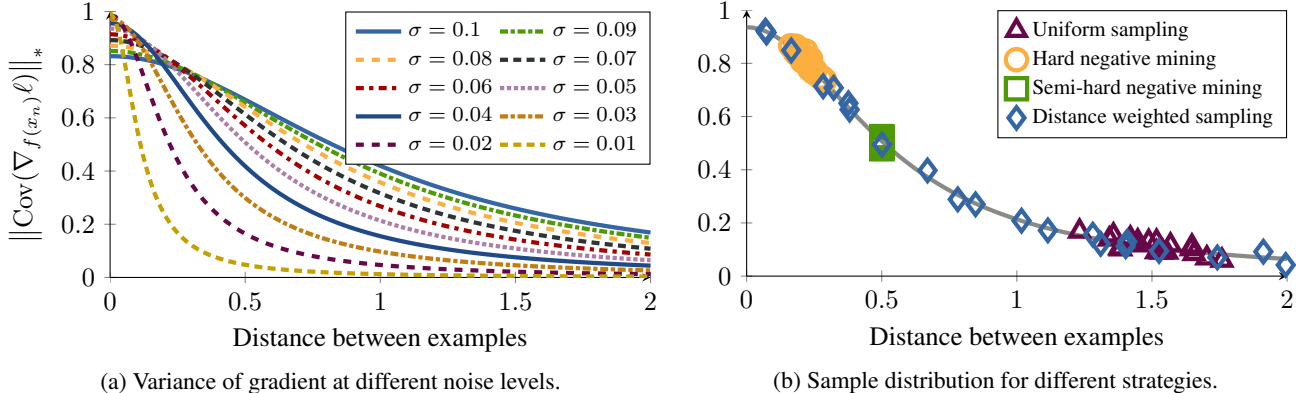 ‖Cov(∇_{f(x_n)} ℓ)‖_*
1
0.8
0.6
0.4
0.2
0
0 0.5 1 1.5 2
Distance between examples
σ = 0.1 σ = 0.09
σ = 0.08 σ = 0.07
σ = 0.06 σ = 0.05
σ = 0.04 σ = 0.03
σ = 0.02 σ = 0.01
(a) Variance of gradient at different noise levels.
1
0.8
0.6
0.4
0.2
0
0 0.5 1 1.5 2
Distance between examples
Uniform sampling
Hard negative mining
Semi-hard negative mining
Distance weighted sampling
(b) Sample distribution for different strategies.